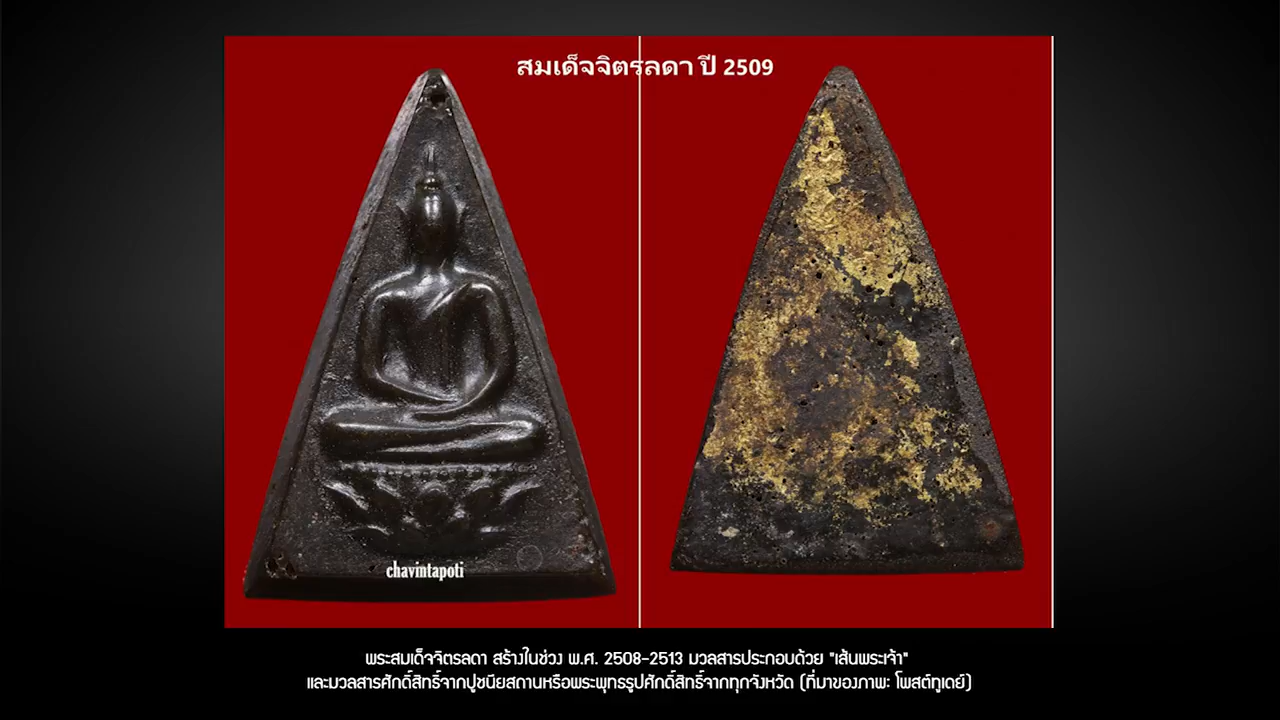 สมเด็จจิตรลดา ปี 2509
chavintapoti
พระสมเด็จจิตรลดา สร้างในช่วง พ.ศ. 2508-2513 มวลสารประกอบด้วย "เส้นพระเจ้า"
และมวลสารศักดิ์สิทธิ์จากปูชนียสถานหรือพระพุทธรูปศักดิ์สิทธิ์จากทุกจังหวัด (ที่มาของภาพ: โพสต์ทูเดย์)